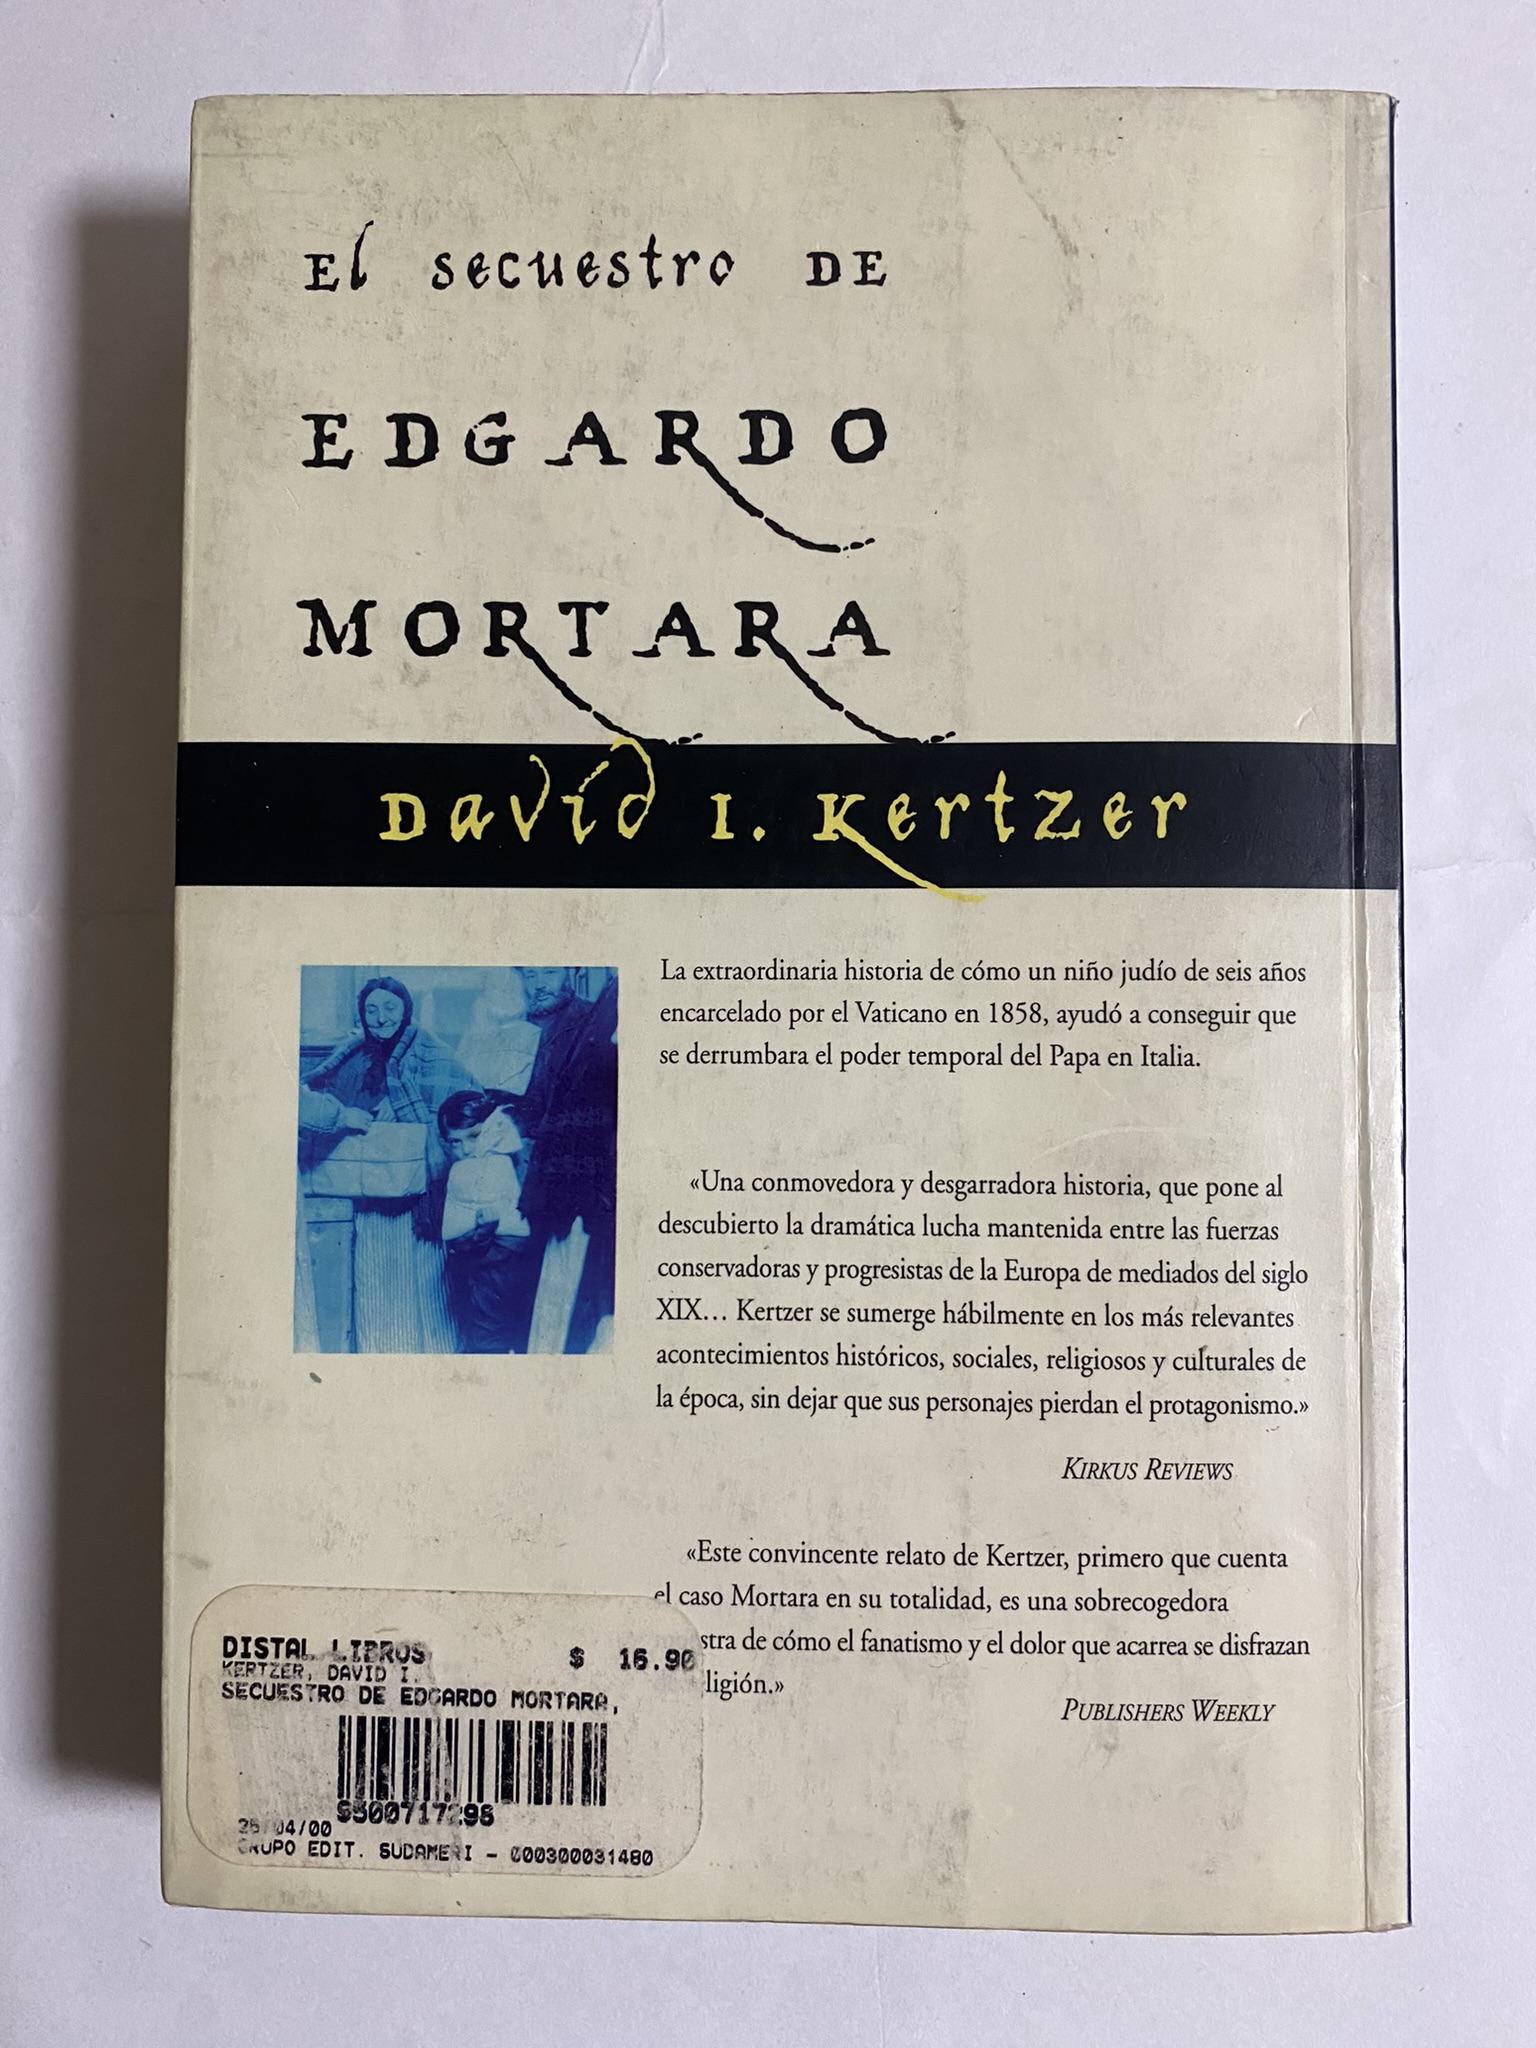 El secuestro DE
EDGARDO
MORTARA
David I. Kertzer
La extraordinaria historia de cómo un niño judío de seis años
encarcelado por el Vaticano en 1858, ayudó a conseguir que
se derrumbara el poder temporal del Papa en Italia.
«Una conmovedora y desgarradora historia, que pone al
descubierto la dramática lucha mantenida entre las fuerzas
conservadoras y progresistas de la Europa de mediados del siglo
XIX... Kertzer se sumerge hábilmente en los más relevantes
acontecimientos históricos, sociales, religiosos y culturales de
la época, sin dejar que sus personajes pierdan el protagonismo.»
KIRKUS REVIEWS
«Este convincente relato de Kertzer, primero que cuenta
el caso Mortara en su totalidad, es una sobrecogedora
stra de cómo el fanatismo y el dolor que acarrea se disfrazan
ligión.»
PUBLISHERS WEEKLY
DISTAL LIBROS $ 16.90
KERTZER, DAVID I.
SECUESTRO DE EDGARDO MORTARA,
/04/00
GRUPO EDIT. SUDAMERI - 000300031480